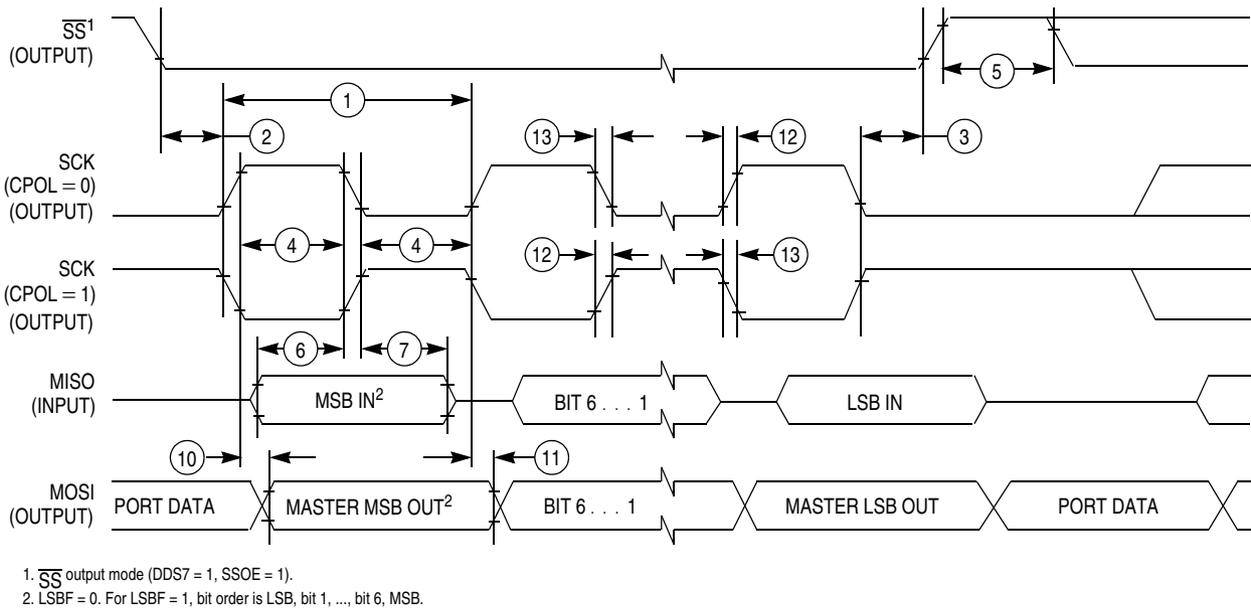 SS¹
(OUTPUT)
5
1
2
13
12
3
SCK
(CPOL = 0)
(OUTPUT)
4
4
SCK
(CPOL = 1)
(OUTPUT)
12
13
6
7
MISO
(INPUT)
MSB IN²
BIT 6 . . . 1
LSB IN
10
11
MOSI
(OUTPUT)
PORT DATA
MASTER MSB OUT²
BIT 6 . . . 1
MASTER LSB OUT
PORT DATA
1. SS output mode (DDS7 = 1, SSOE = 1).
2. LSBF = 0. For LSBF = 1, bit order is LSB, bit 1, ..., bit 6, MSB.